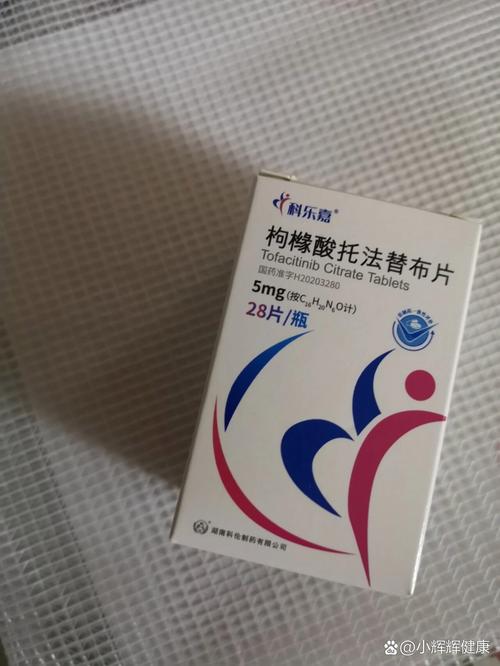 科乐嘉®
枸橼酸托法替布片
Tofacitinib Citrate Tablets
国药准字H20203280
5mg(按C₁₆H₂₀N₆O计)
28片/瓶
湖南科伦制药有限公司
@小辉辉健康